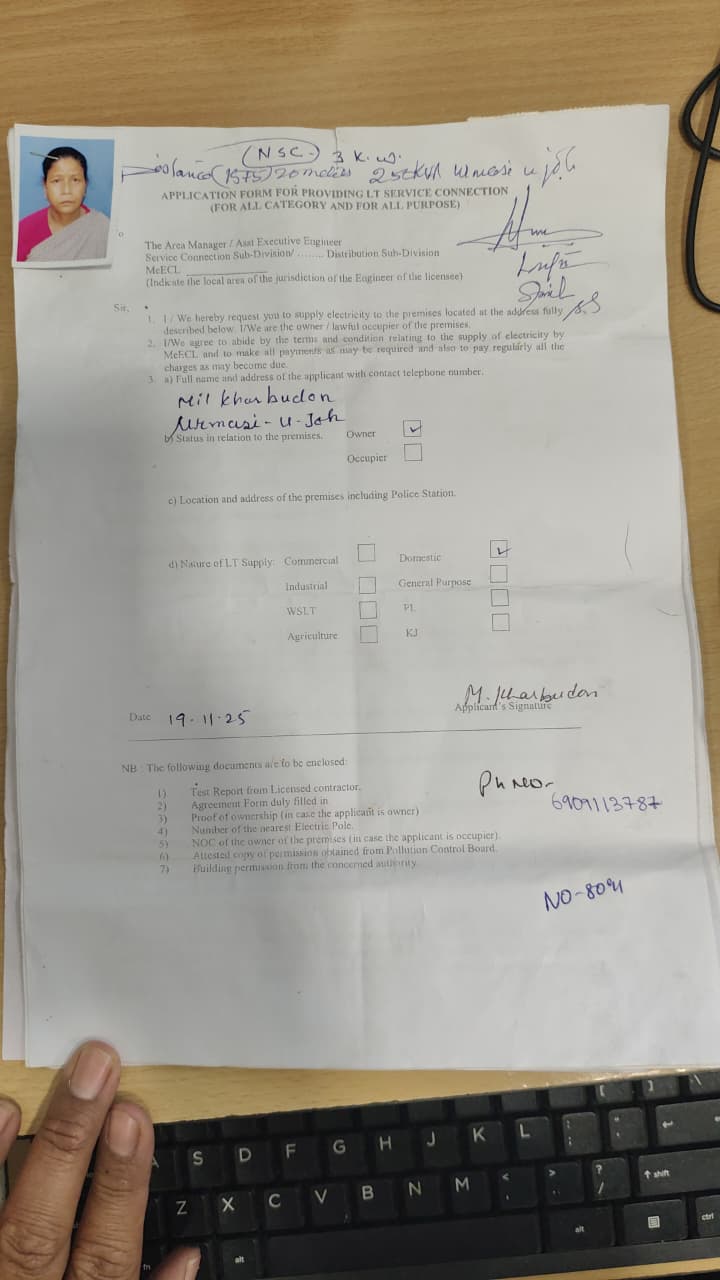 (NSC.) 3 K.W.
Distance (157S) 20 meters 25 KVA
APPLICATION FORM FOR PROVIDING LT SERVICE CONNECTION
(FOR ALL CATEGORY AND FOR ALL PURPOSE)
The Area Manager / Asst Executive Engineer
Service Connection Sub-Division/ ........ Distribution Sub-Division
MeECL
(Indicate the local area of the jurisdiction of the Engineer of the licensee)
Sir,
1. I / We hereby request you to supply electricity to the premises located at the address fully
described below. I/We are the owner / lawful occupier of the premises.
2. I/We agree to abide by the terms and condition relating to the supply of electricity by
MeECL and to make all payments as may be required and also to pay regularly all the
charges as may become due.
3. a) Full name and address of the applicant with contact telephone number.
Mil Kharbudon
Urmasi-U-Joh
b) Status in relation to the premises. Owner
Occupier
c) Location and address of the premises including Police Station.
d) Nature of LT Supply: Commercial Domestic
Industrial General Purpose
WSLT PL
Agriculture KJ
M. Kharbudon
Date 19-11-25 Applicant's Signature
NB : The following documents are to be enclosed:
1) Test Report from Licensed contractor.
2) Agreement Form duly filled in
3) Proof of ownership (in case the applicant is owner)
4) Number of the nearest Electric Pole.
5) NOC of the owner of the premises (in case the applicant is occupier).
6) Attested copy of permission obtained from Pollution Control Board.
7) Building permission from the concerned authority.
Ph No-
6909113787
NO-8091
S D F G H J K L
Z X C V B N M
shift
fn alt alt ctrl